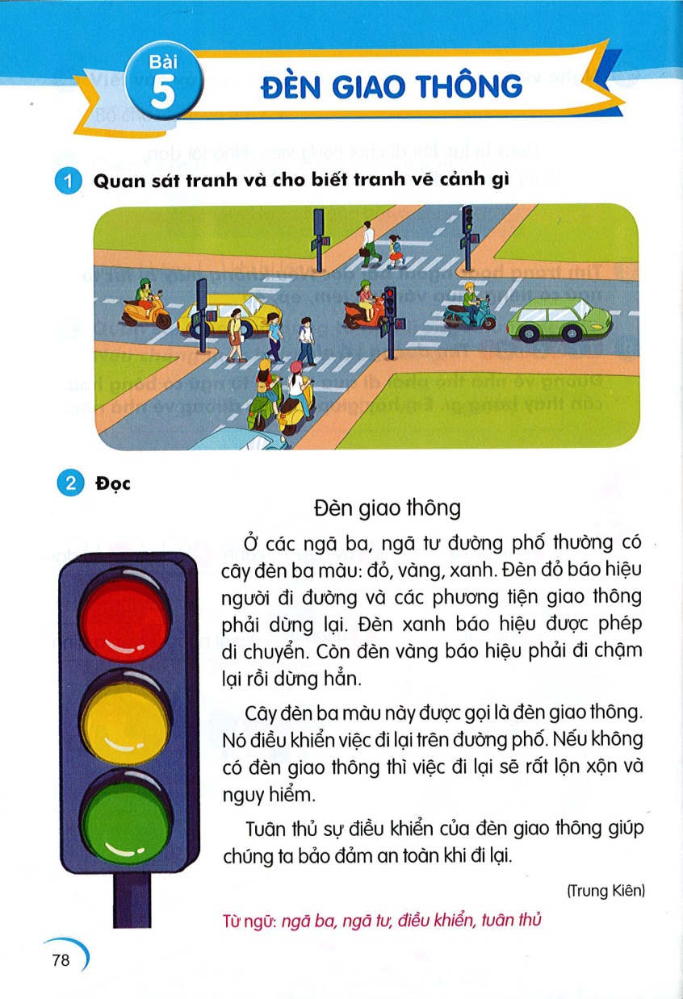 Bài
5
ĐÈN GIAO THÔNG
1 Quan sát tranh và cho biết tranh vẽ cảnh gì
2 Đọc
Đèn giao thông
Ở các ngã ba, ngã tư đường phố thường có
cây đèn ba màu: đỏ, vàng, xanh. Đèn đỏ báo hiệu
người đi đường và các phương tiện giao thông
phải dừng lại. Đèn xanh báo hiệu được phép
di chuyển. Còn đèn vàng báo hiệu phải đi chậm
lại rồi dừng hẳn.
Cây đèn ba màu này được gọi là đèn giao thông.
Nó điều khiển việc đi lại trên đường phố. Nếu không
có đèn giao thông thì việc đi lại sẽ rất lộn xộn và
nguy hiểm.
Tuân thủ sự điều khiển của đèn giao thông giúp
chúng ta bảo đảm an toàn khi đi lại.
(Trung Kiên)
Từ ngữ: ngã ba, ngã tư, điều khiển, tuân thủ
78